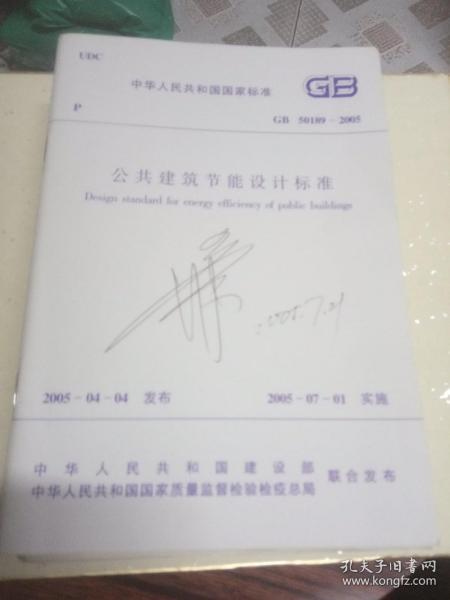 UDC
中华人民共和国国家标准
GB
P
GB 50189-2005
公共建筑节能设计标准
Design standard for energy efficiency of public buildings
2005.7.21
2005-04-04 发布
2005-07-01 实施
中华人民共和国建设部
中华人民共和国国家质量监督检验检疫总局
联合发布
孔夫子旧书网
www.kongfz.com